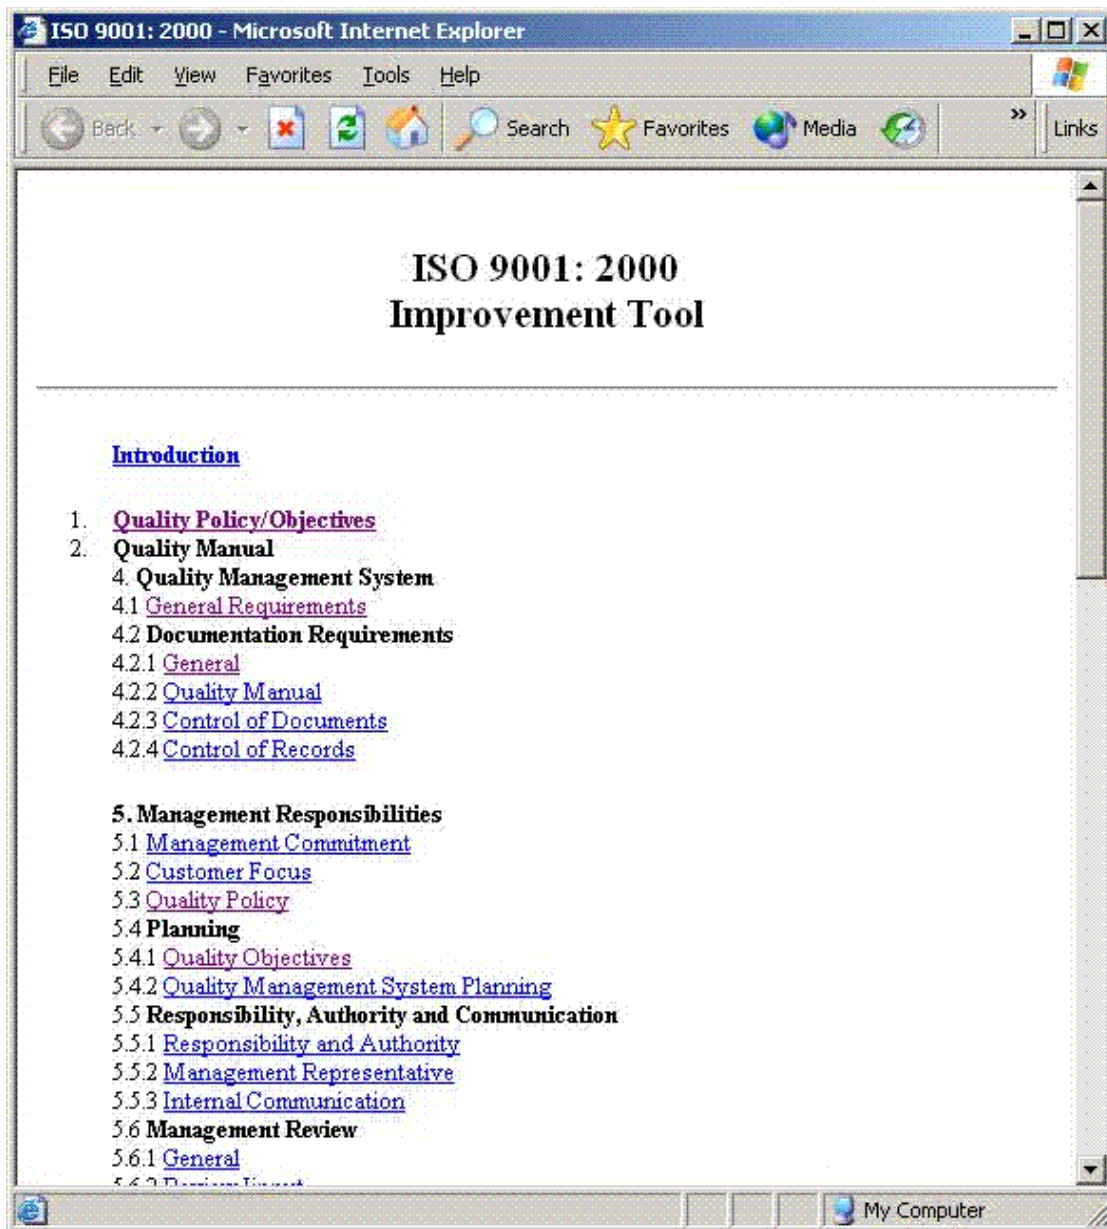 ISO 9001: 2000 - Microsoft Internet Explorer
File Edit View Favorites Tools Help
Back Search Favorites Media » Links
ISO 9001: 2000
Improvement Tool
Introduction
1. Quality Policy/Objectives
2. Quality Manual
4. Quality Management System
4.1 General Requirements
4.2 Documentation Requirements
4.2.1 General
4.2.2 Quality Manual
4.2.3 Control of Documents
4.2.4 Control of Records
5. Management Responsibilities
5.1 Management Commitment
5.2 Customer Focus
5.3 Quality Policy
5.4 Planning
5.4.1 Quality Objectives
5.4.2 Quality Management System Planning
5.5 Responsibility, Authority and Communication
5.5.1 Responsibility and Authority
5.5.2 Management Representative
5.5.3 Internal Communication
5.6 Management Review
5.6.1 General
My Computer